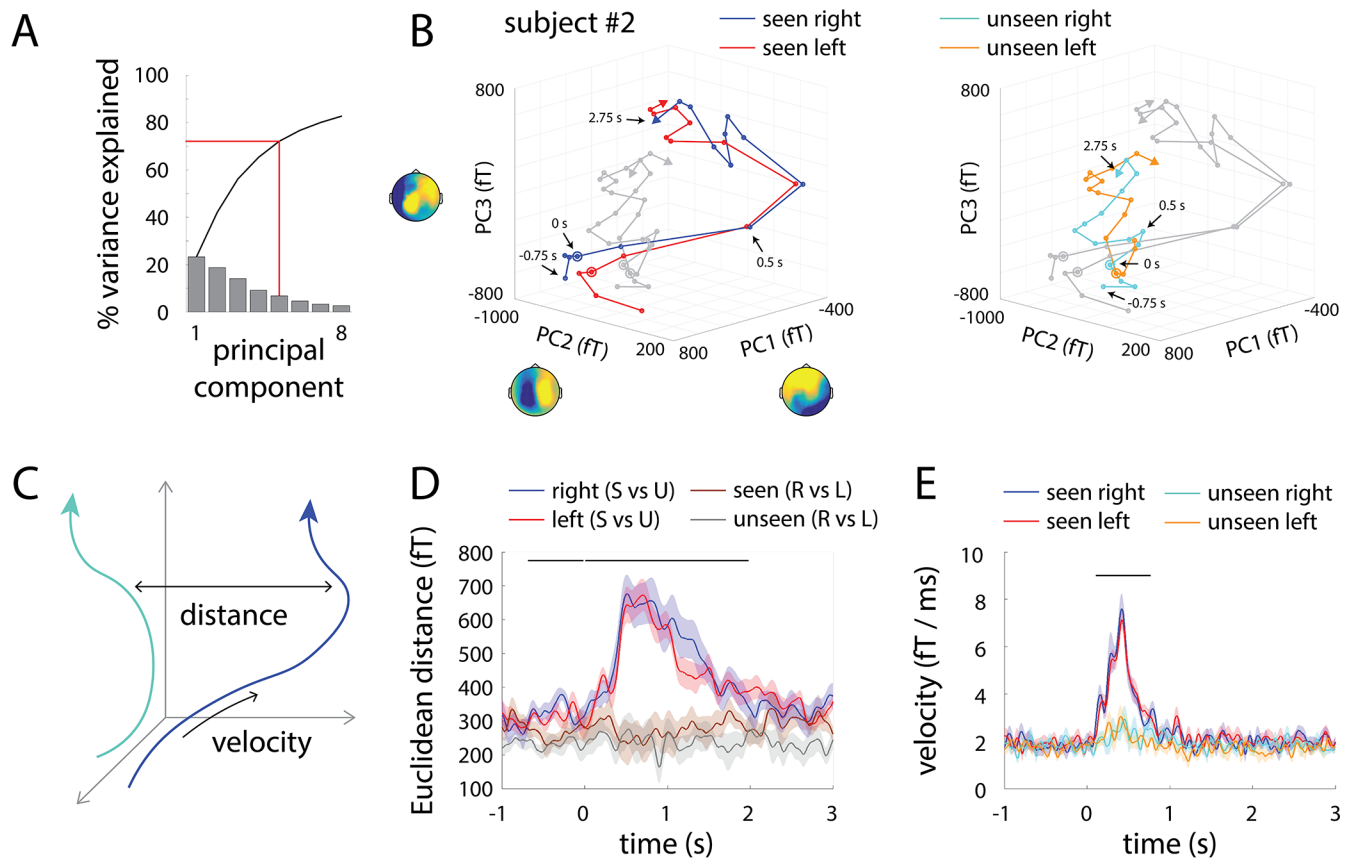 A
% variance explained
100
80
60
40
20
0
1
8
principal
component
B
subject #2
seen right
seen left
unseen right
unseen left
800
2.75 s
PC3 (fT)
0 s
-0.75 s
0.5 s
-800
-1000
PC2 (fT)
200
800
PC1 (fT)
-400
800
2.75 s
PC3 (fT)
0.5 s
0 s
-0.75 s
-800
-1000
PC2 (fT)
200
800
PC1 (fT)
-400
C
distance
velocity
D
right (S vs U)
left (S vs U)
seen (R vs L)
unseen (R vs L)
Euclidean distance (fT)
800
700
600
500
400
300
200
100
-1
0
1
2
3
time (s)
E
seen right
seen left
unseen right
unseen left
velocity (fT / ms)
10
8
6
4
2
0
-1
0
1
2
3
time (s)